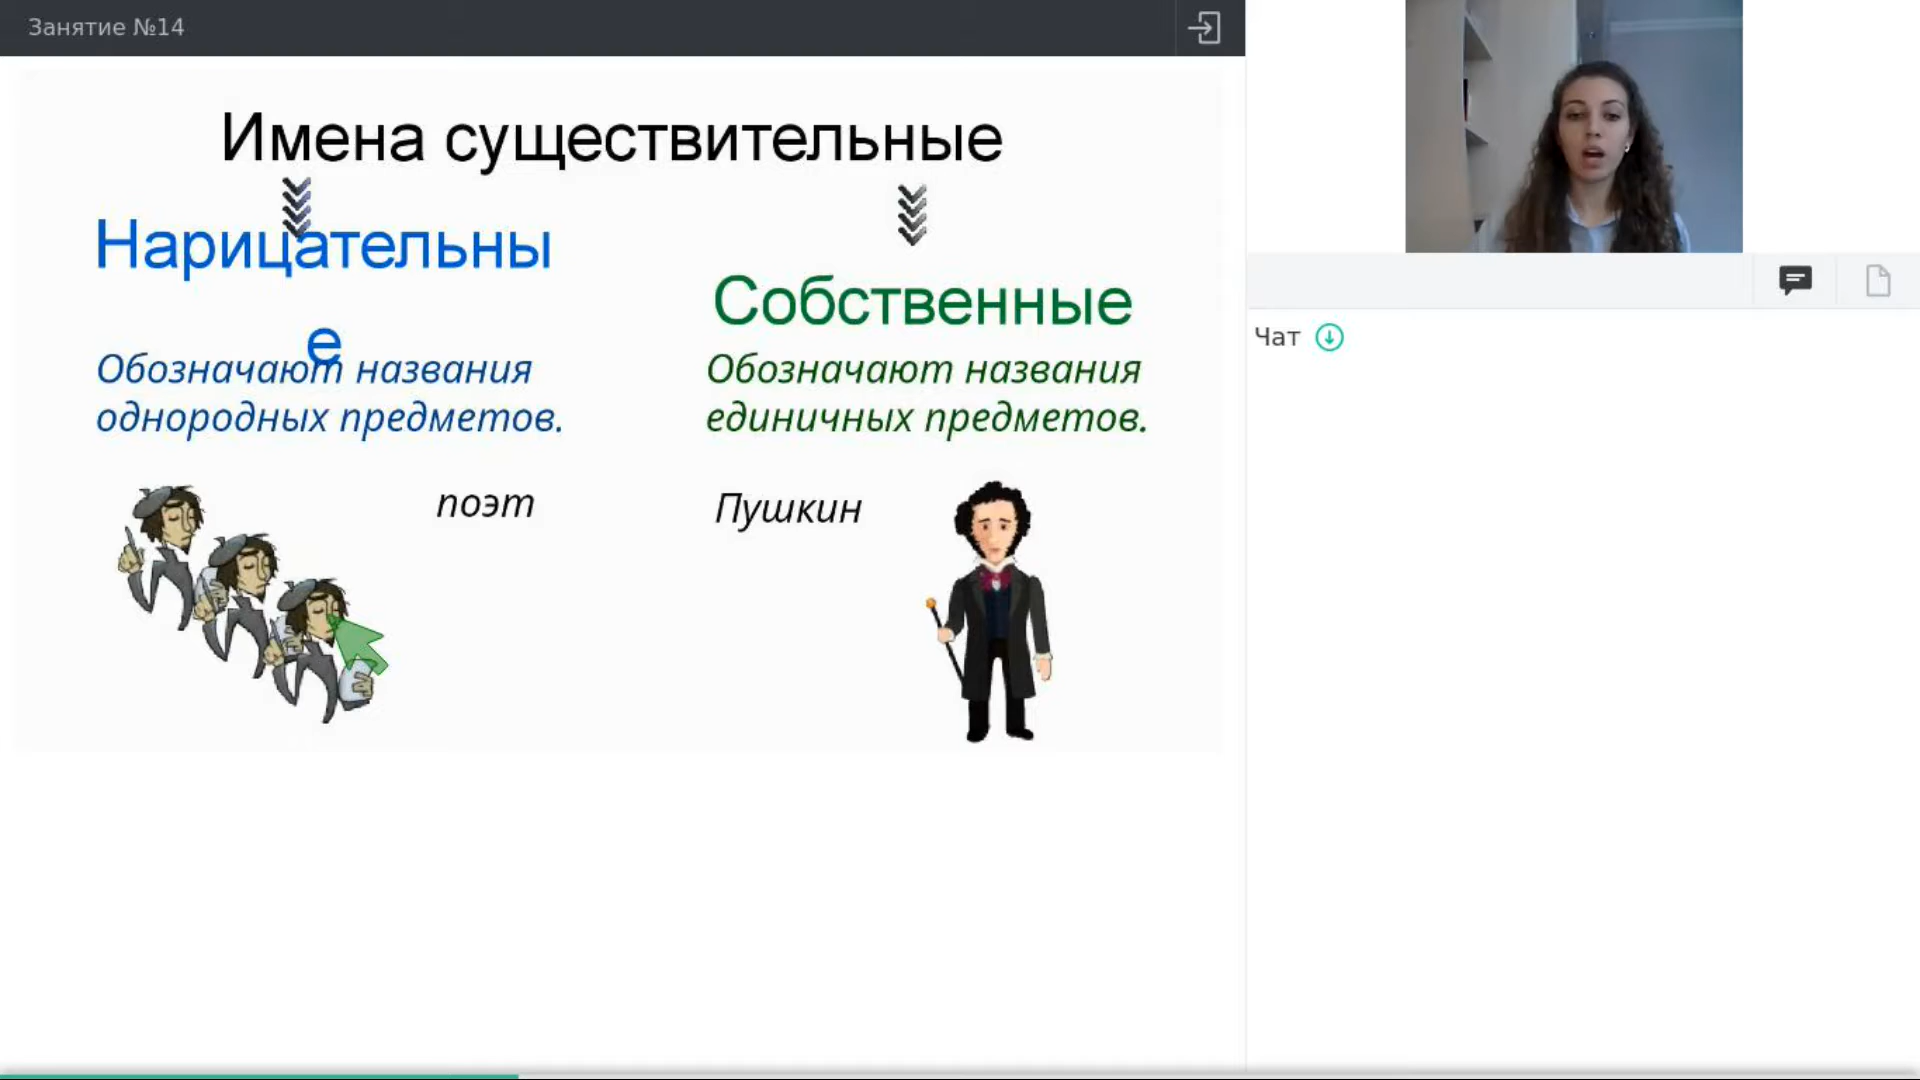 Занятие №14
Имена существительные
Нарицательны
е
Обозначают названия
однородных предметов.
поэт
Собственные
Обозначают названия
единичных предметов.
Пушкин
Чат